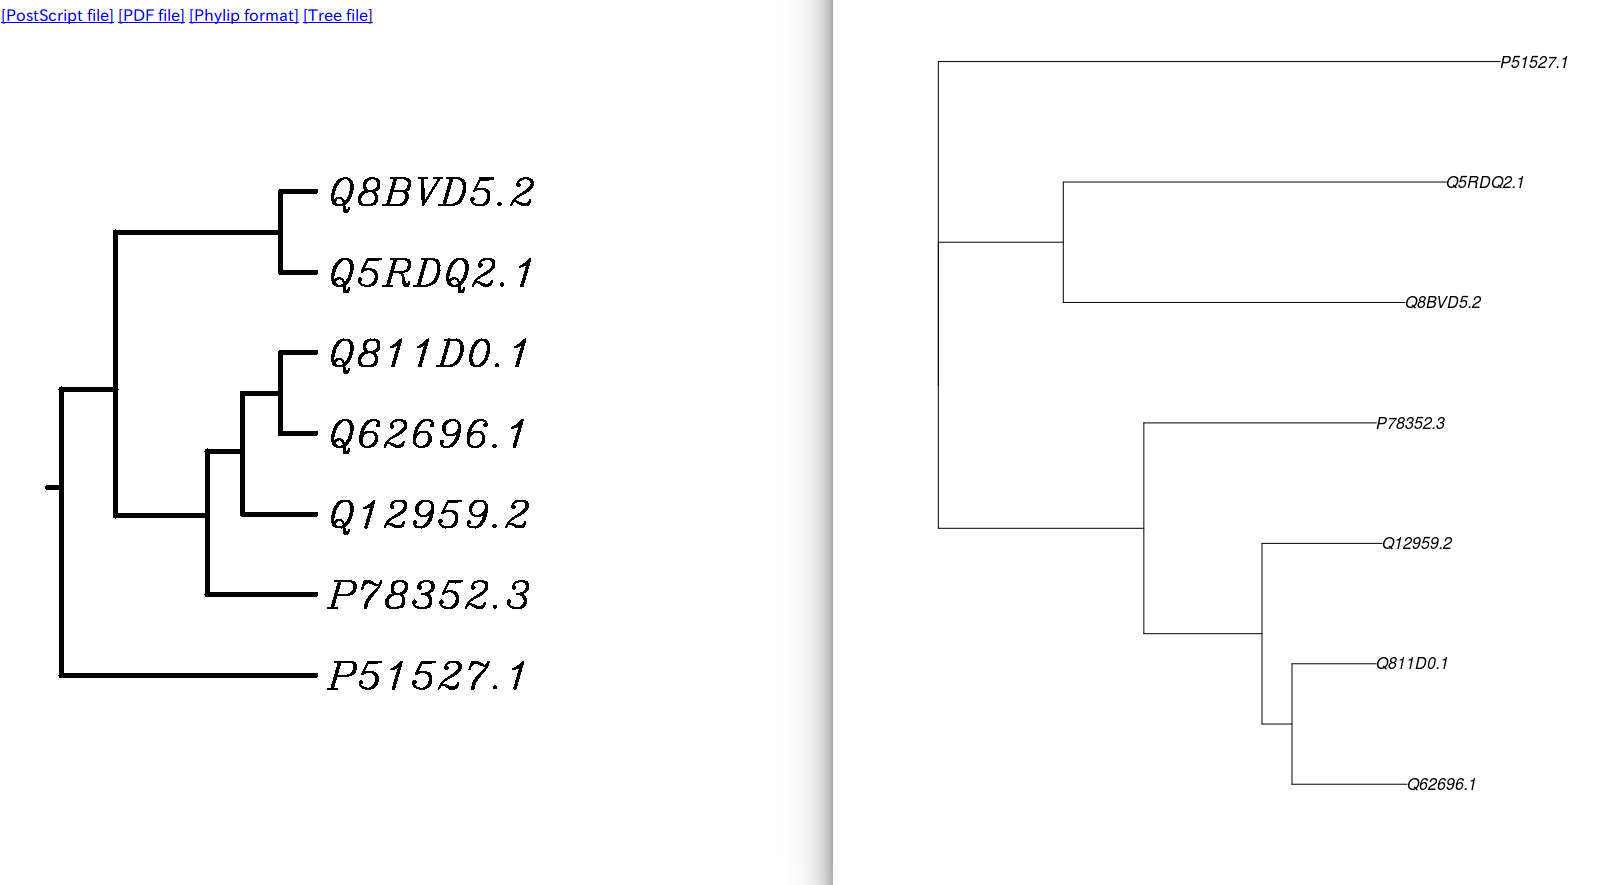 [PostScript file] [PDF file] [Phylip format] [Tree file]
Q8BVD5.2
Q5RDQ2.1
Q811D0.1
Q62696.1
Q12959.2
P78352.3
P51527.1
P51527.1
Q5RDQ2.1
Q8BVD5.2
P78352.3
Q12959.2
Q811D0.1
Q62696.1